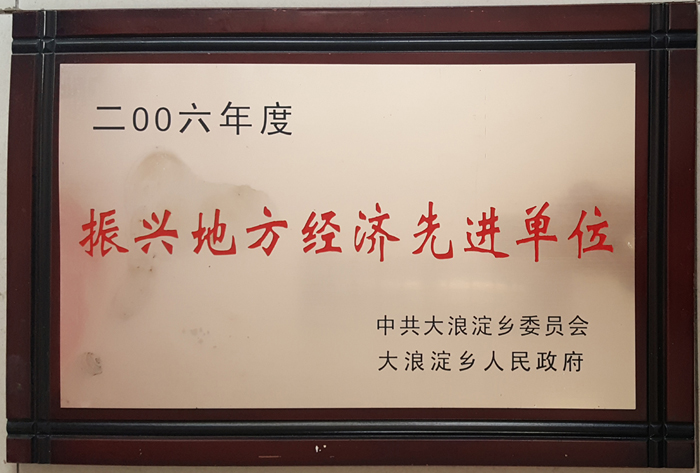 二00六年度
振兴地方经济先进单位
中共大浪淀乡委员会
大浪淀乡人民政府